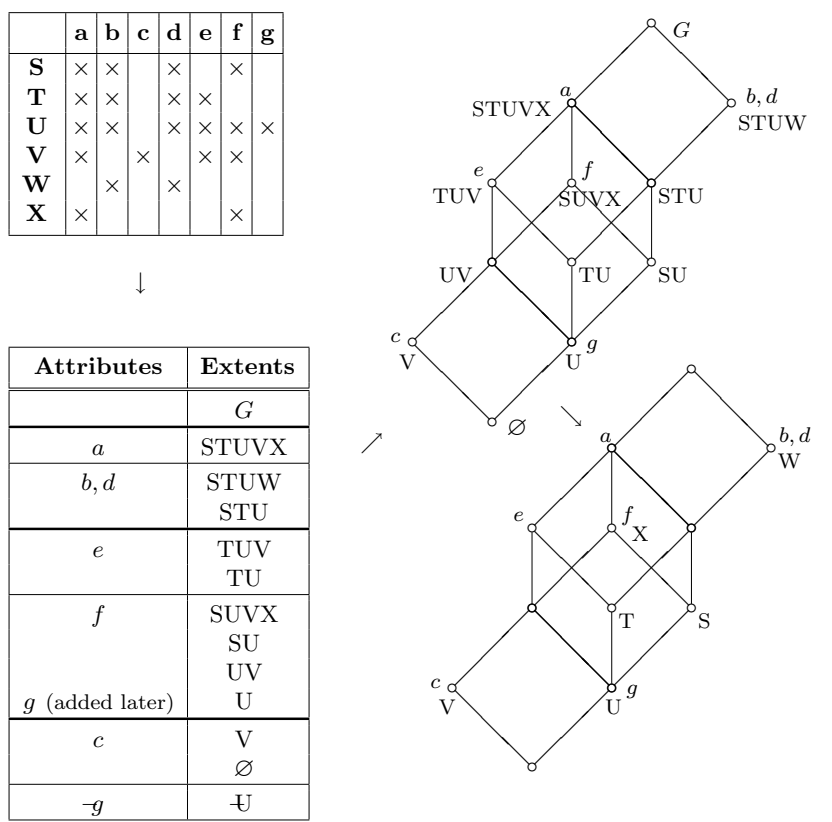 a b c d e f g
S × × × ×
T × × × ×
U × × × × × ×
V × × × ×
W × ×
X × ×
↓
Attributes Extents
G
a STUVX
b, d STUW
STU
e TUV
TU
f SUVX
SU
UV
g (added later) U
c V
∅
g U
↗
G
a
STUVX
b, d
STUW
e
TUV
f
SUVX
STU
UV
TU
SU
c
V
g
U
∅
↘
a
b, d
W
e
f
X
T
S
c
V
g
U